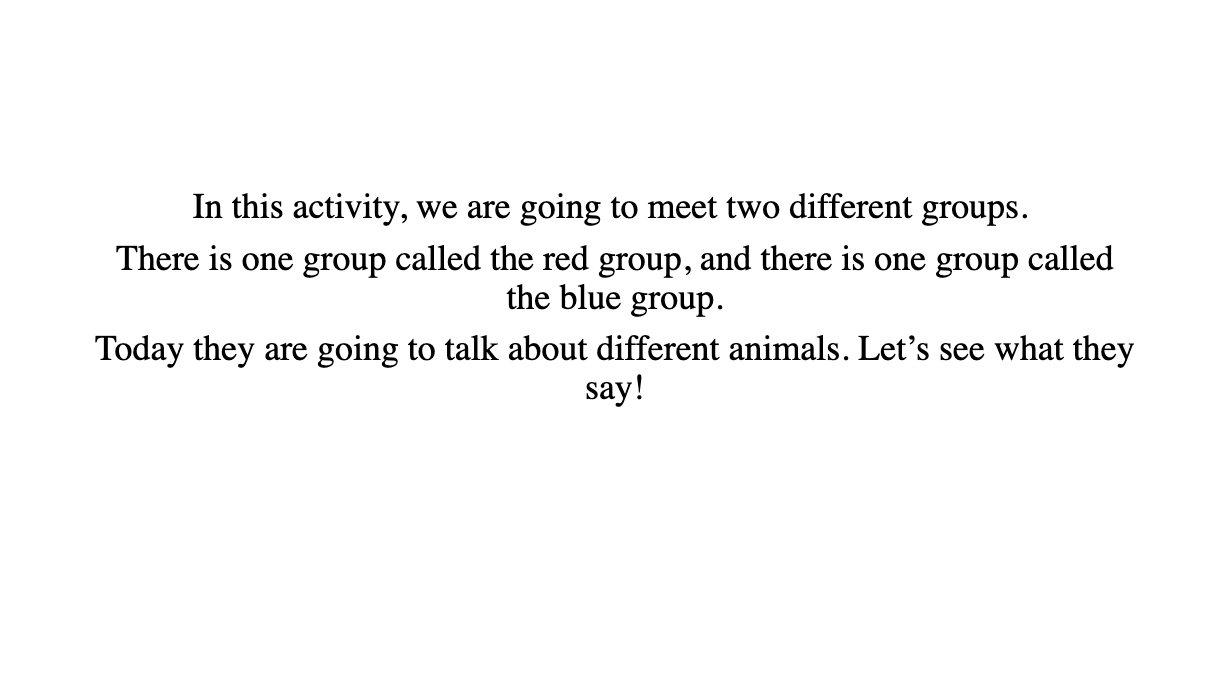 In this activity, we are going to meet two different groups.
There is one group called the red group, and there is one group called
the blue group.
Today they are going to talk about different animals. Let’s see what they
say!